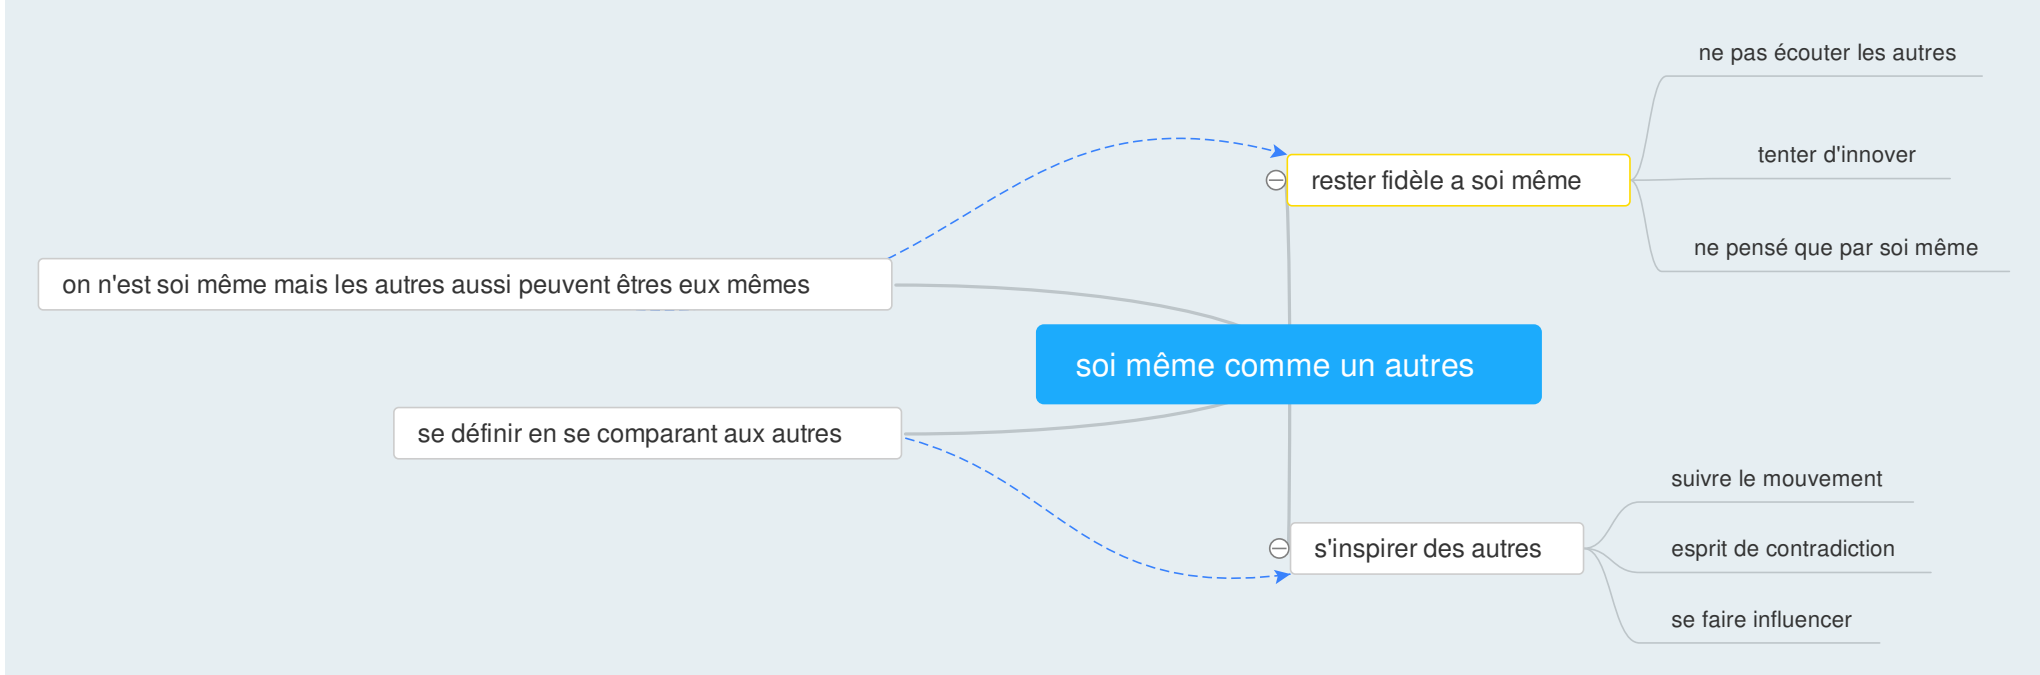 ne pas écouter les autres
tenter d'innover
rester fidèle a soi même
ne pensé que par soi même
on n'est soi même mais les autres aussi peuvent êtres eux mêmes
soi même comme un autres
se définir en se comparant aux autres
suivre le mouvement
s'inspirer des autres
esprit de contradiction
se faire influencer